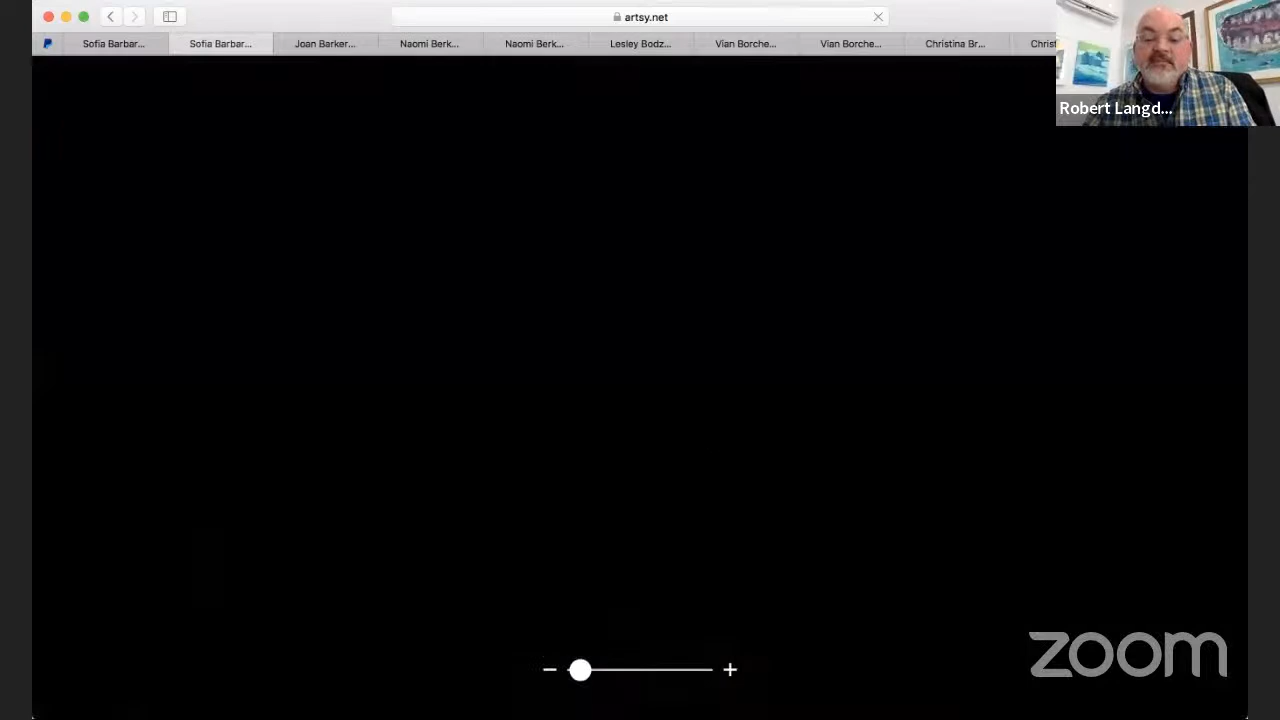 artsy.net
Sofia Barbar...
Sofia Barbar...
Joan Barker...
Naomi Berk...
Naomi Berk...
Lesley Bodz...
Vian Borche...
Vian Borche...
Christina Br...
Christ
Robert Langd...
zoom